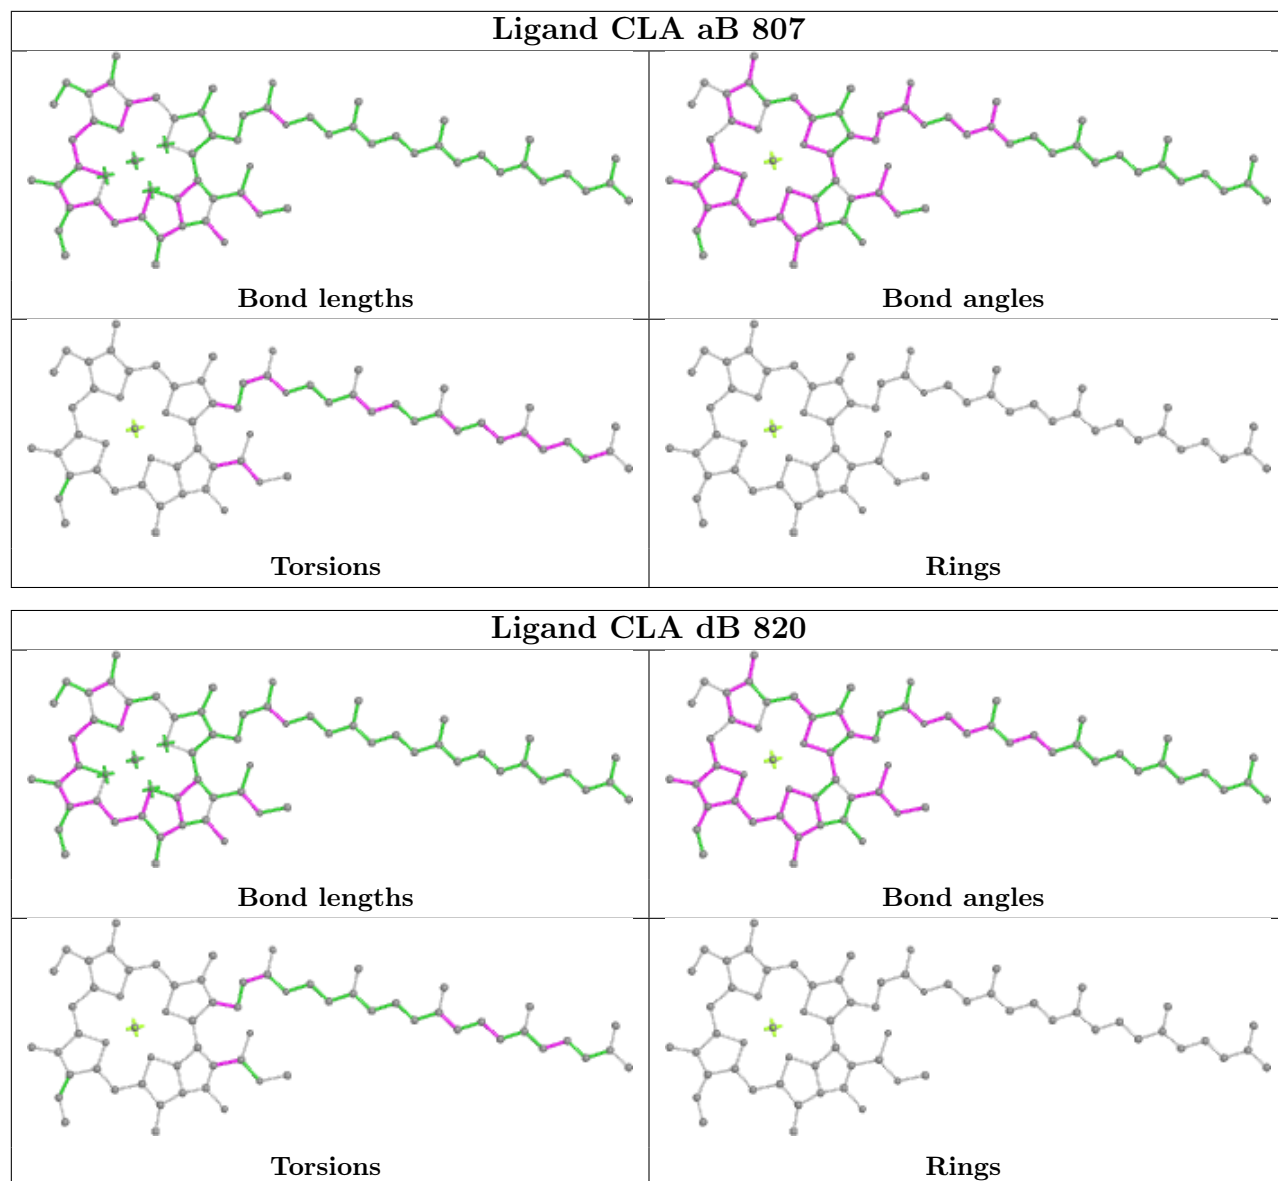 Ligand CLA aB 807
Bond lengths
Bond angles
Torsions
Rings
Ligand CLA dB 820
Bond lengths
Bond angles
Torsions
Rings